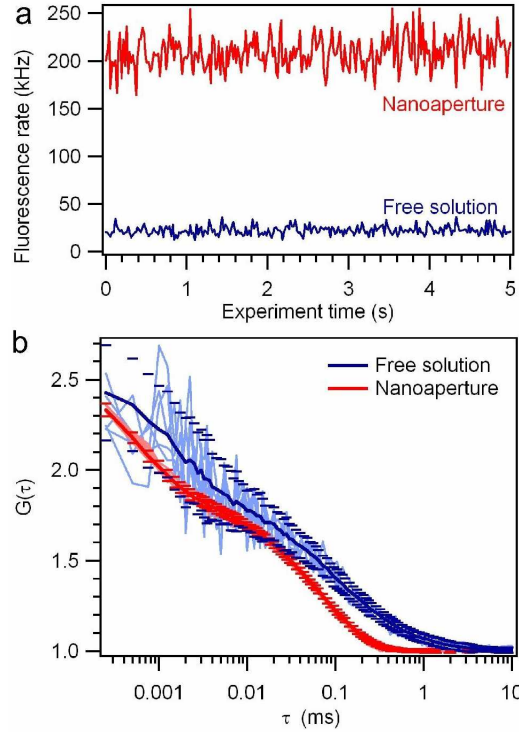 a
250
200
150
100
50
0
Fluorescence rate (kHz)
Nanoaperture
Free solution
0 1 2 3 4 5
Experiment time (s)
b
Free solution
Nanoaperture
2.5
2.0
1.5
1.0
G(τ)
0.001 0.01 0.1 1 10
τ (ms)